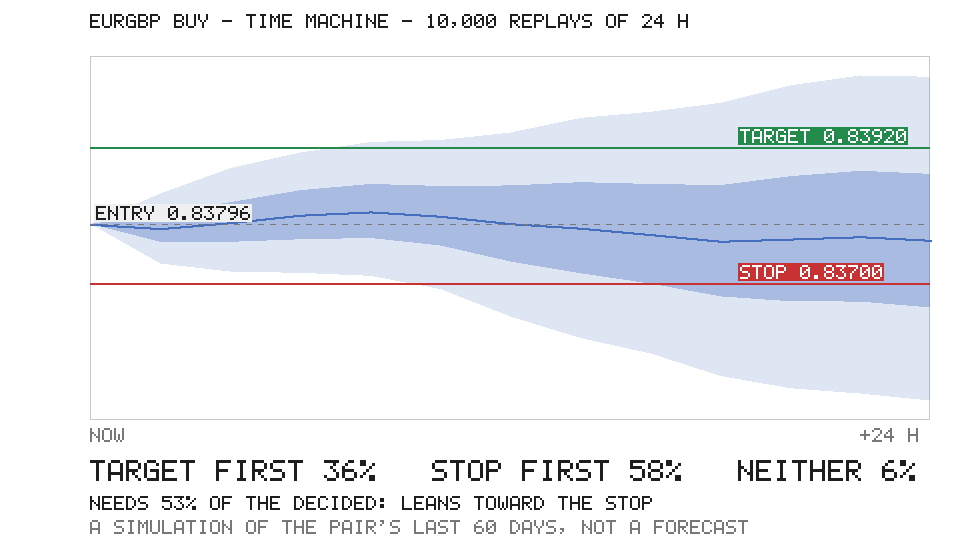 EURGBP BUY – TIME MACHINE – 10,000 REPLAYS OF 24 H
TARGET 0.83920
ENTRY 0.83796
STOP 0.83700
NOW +24 H
TARGET FIRST 36% STOP FIRST 58% NEITHER 6%
NEEDS 53% OF THE DECIDED: LEANS TOWARD THE STOP
A SIMULATION OF THE PAIR'S LAST 60 DAYS, NOT A FORECAST